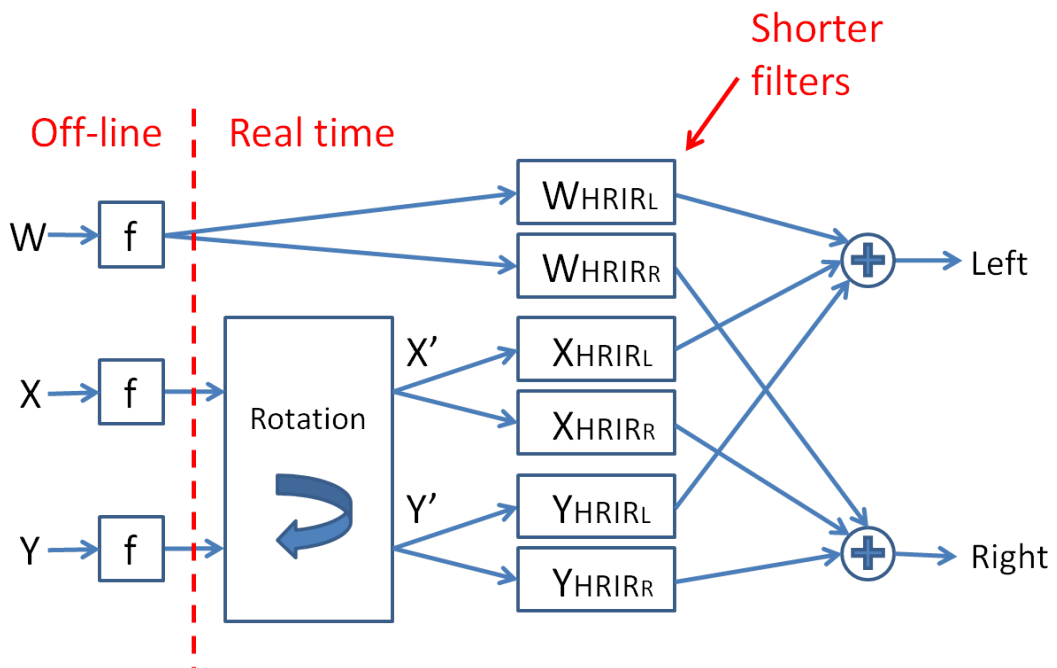 Shorter
filters
Off-line
Real time
W
f
WHRIRL
WHRIRR
Left
X
f
Rotation
X’
XHRIRL
XHRIRR
Y
f
Y’
YHRIRL
YHRIRR
Right